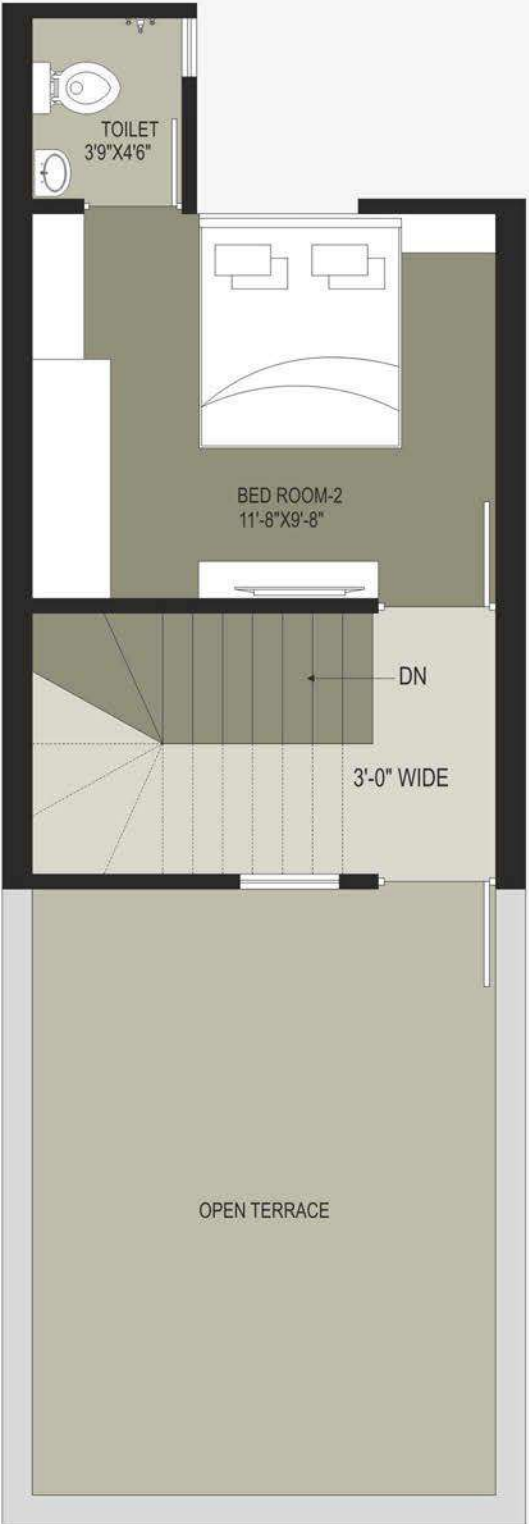 TOILET
3'9"X4'6"
BED ROOM-2
11'-8"X9'-8"
DN
3'-0" WIDE
OPEN TERRACE